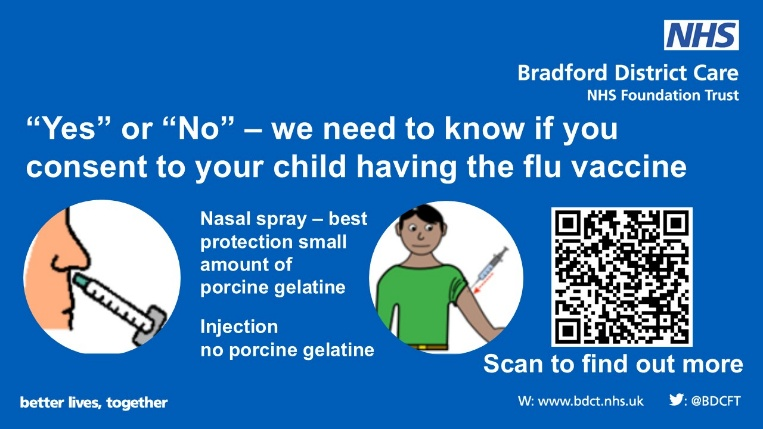 NHS
Bradford District Care
NHS Foundation Trust
“Yes” or “No” – we need to know if you
consent to your child having the flu vaccine
Nasal spray – best
protection small
amount of
porcine gelatine
Injection
no porcine gelatine
Scan to find out more
better lives, together
W: www.bdct.nhs.uk
: @BDCFT